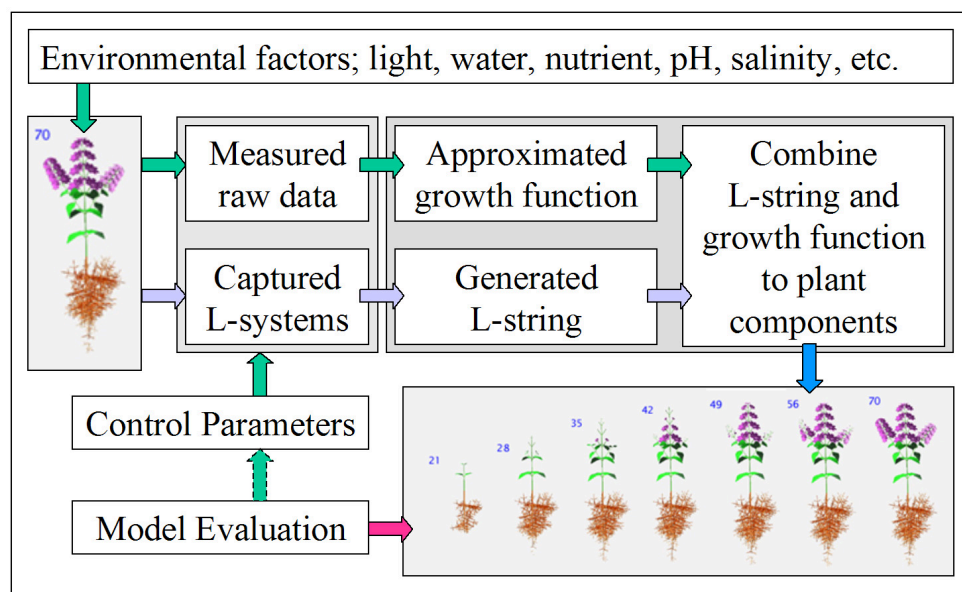 Environmental factors; light, water, nutrient, pH, salinity, etc.
70
Measured
raw data
Approximated
growth function
Combine
L-string and
growth function
to plant
components
Captured
L-systems
Generated
L-string
Control Parameters
Model Evaluation
21
28
35
42
49
56
70